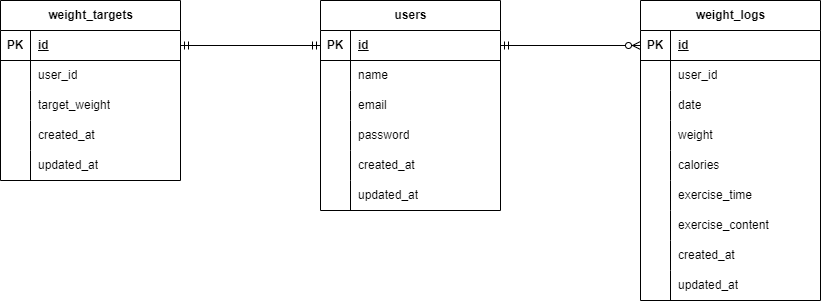 weight_targets
PK id
user_id
target_weight
created_at
updated_at
users
PK id
name
email
password
created_at
updated_at
weight_logs
PK id
user_id
date
weight
calories
exercise_time
exercise_content
created_at
updated_at